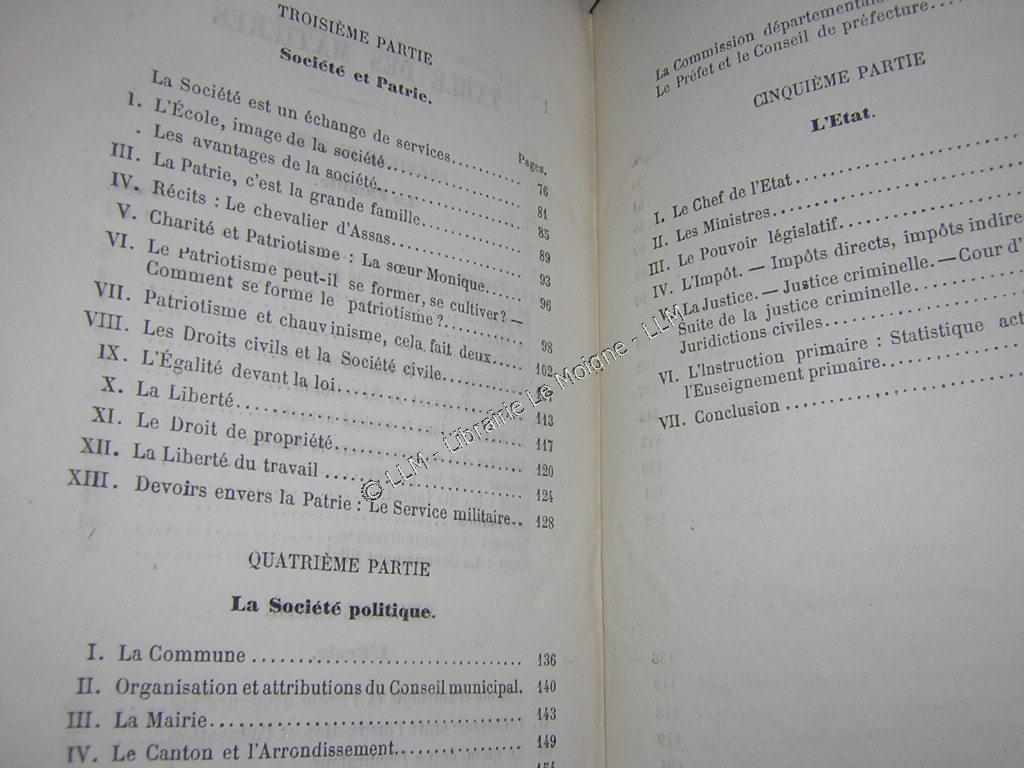 TROISIÈME PARTIE
Société et Patrie.
Pages.
La Société est un échange de services......... 76
I. L'École, image de la société................. 81
Les avantages de la société.................. 85
III. La Patrie, c'est la grande famille............ 89
IV. Récits : Le chevalier d'Assas................ 93
V. Charité et Patriotisme : La sœur Monique...... 96
VI. Le Patriotisme peut-il se former, se cultiver? —
Comment se forme le patriotisme?.......... 98
VII. Patriotisme et chauvinisme, cela fait deux..... 102
VIII. Les Droits civils et la Société civile..........
IX. L'Égalité devant la loi...................... 113
X. La Liberté................................ 117
XI. Le Droit de propriété...................... 120
XII. La Liberté du travail...................... 124
XIII. Devoirs envers la Patrie : Le Service militaire.. 128
QUATRIÈME PARTIE
La Société politique.
I. La Commune............................ 136
II. Organisation et attributions du Conseil municipal. 140
III. La Mairie................................ 143
IV. Le Canton et l'Arrondissement.............. 149
La Commission départementale
Le Préfet et le Conseil de préfecture....
CINQUIÈME PARTIE
L'Etat.
I. Le Chef de l'Etat........................
II. Les Ministres..........................
III. Le Pouvoir législatif....................
IV. L'Impôt. — Impôts directs, impôts indire
V. La Justice. — Justice criminelle. — Cour d'
Suite de la justice criminelle..............
Juridictions civiles......................
VI. L'Instruction primaire : Statistique act
l'Enseignement primaire................
VII. Conclusion............................
© LLM - Librairie Le Moigne - LLM